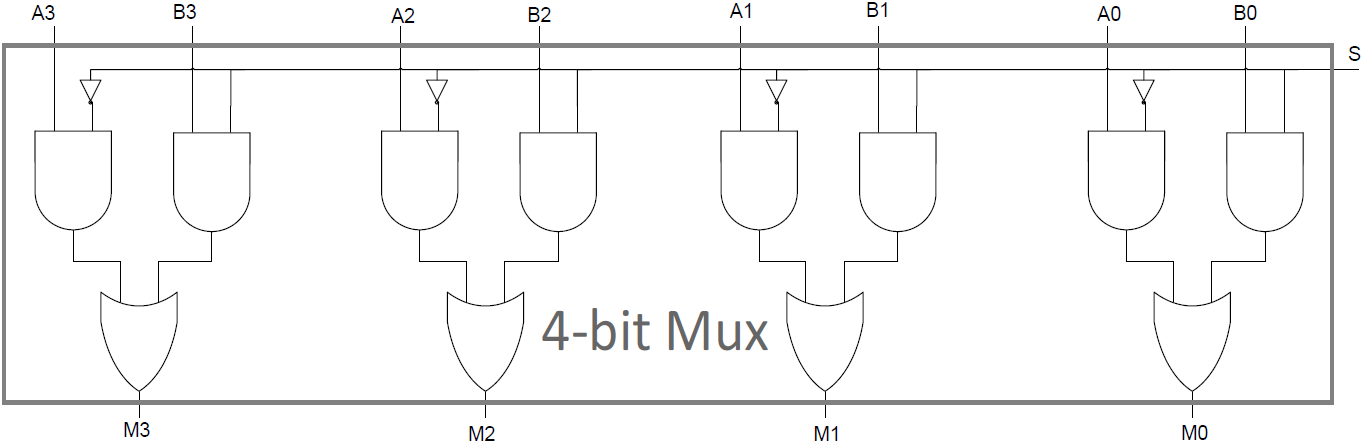 A3 B3 A2 B2 A1 B1 A0 B0
S
4-bit Mux
M3 M2 M1 M0